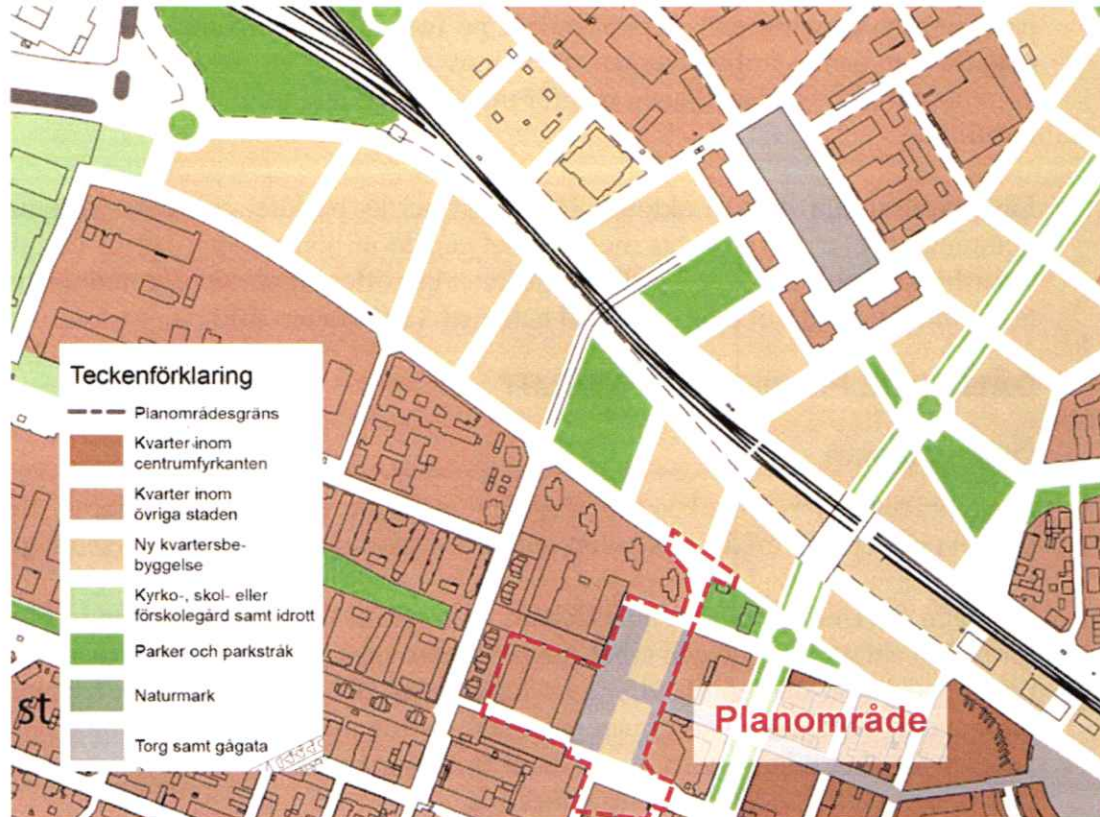 Teckenförklaring
Planområdesgräns
Kvarter inom
centrumfyrkanten
Kvarter inom
övriga staden
Ny kvartersbe-
byggelse
Kyrko-, skol- eller
förskolegård samt idrott
Parker och parkstråk
Naturmark
Torg samt gågata
st
Planområde